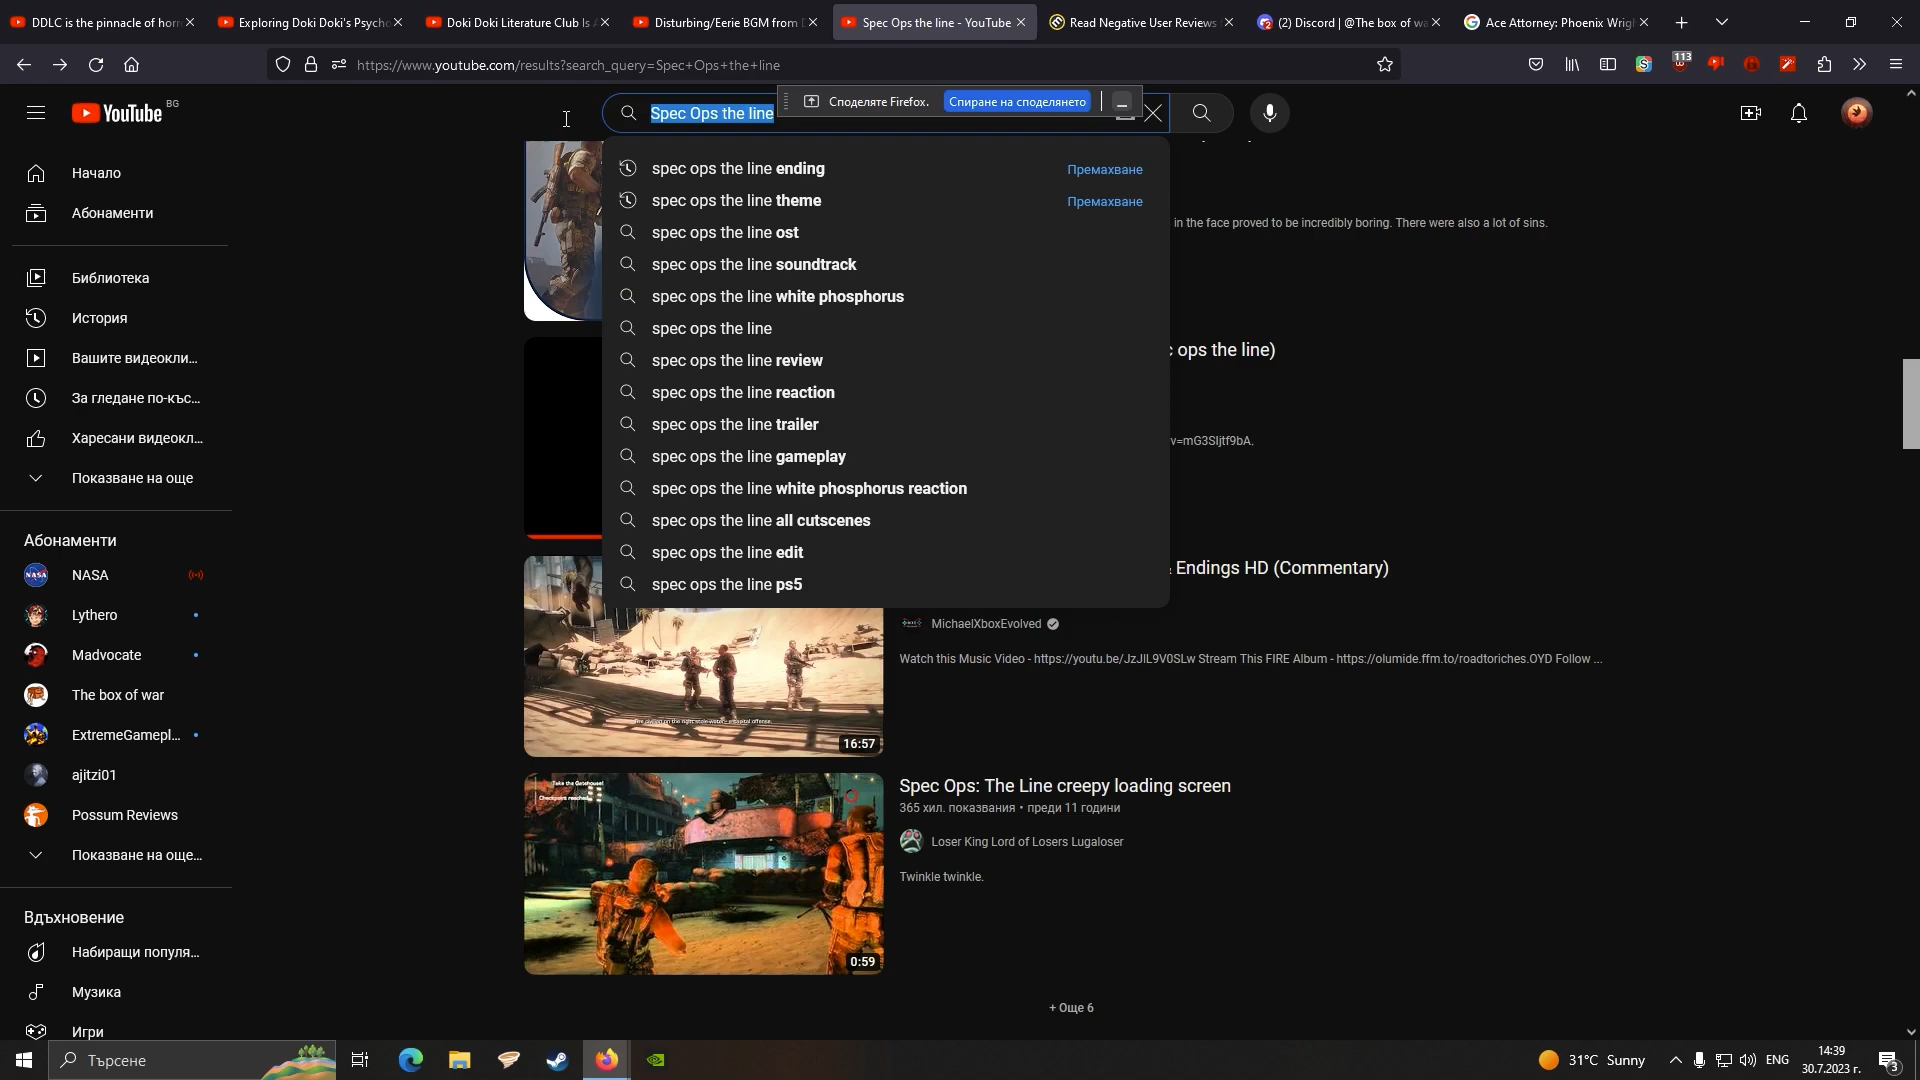 DDLC is the pinnacle of horr
Exploring Doki Doki's Psycho
Doki Doki Literature Club Is A
Disturbing/Eerie BGM from D
Spec Ops the line - YouTube
Read Negative User Reviews
(2) Discord | @The box of wa
Ace Attorney: Phoenix Wrigh
https://www.youtube.com/results?search_query=Spec+Ops+the+line
113
YouTube BG
Spec Ops the line
Споделяте Firefox.
Спиране на споделянето
spec ops the line ending Премахване
spec ops the line theme Премахване
spec ops the line ost
spec ops the line soundtrack
spec ops the line white phosphorus
spec ops the line
spec ops the line review
spec ops the line reaction
spec ops the line trailer
spec ops the line gameplay
spec ops the line white phosphorus reaction
spec ops the line all cutscenes
spec ops the line edit
spec ops the line ps5
Начало
Абонаменти
Библиотека
История
Вашите видеокли...
За гледане по-къс...
Харесани видеокл...
Показване на още
Абонаменти
NASA
Lythero
Madvocate
The box of war
ExtremeGamepl...
ajitzi01
Possum Reviews
Показване на още...
Вдъхновение
Набиращи популя...
Музика
Игри
in the face proved to be incredibly boring. There were also a lot of sins.
ops the line)
v=mG3SIjtf9bA.
Endings HD (Commentary)
MichaelXboxEvolved
Watch this Music Video - https://youtu.be/JzJIL9V0SLw Stream This FIRE Album - https://olumide.ffm.to/roadtoriches.OYD Follow ...
16:57
Take the Gatehouse!
Checkpoint reached...
0:59
Spec Ops: The Line creepy loading screen
365 хил. показвания • преди 11 години
Loser King Lord of Losers Lugaloser
Twinkle twinkle.
+ Още 6
Търсене
31°C Sunny
ENG
14:39
30.7.2023 г.
3